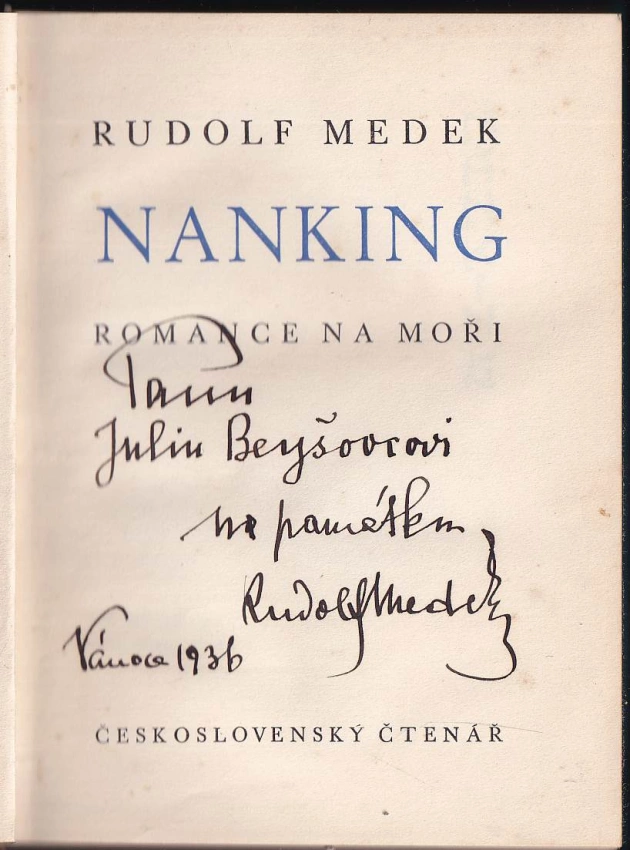 RUDOLF MEDEK
NANKING
ROMANCE NA MOŘI
Panu
Juliu Beyšovcovi
na památku
Rudolf Medek
Vánoce 1936
ČESKOSLOVENSKÝ ČTENÁŘ